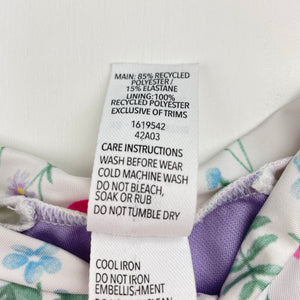 MAIN: 85% RECYCLED
POLYESTER /
15% ELASTANE
LINING:100%
RECYCLED POLYESTER
EXCLUSIVE OF TRIMS
1619542
42A03
CARE INSTRUCTIONS
WASH BEFORE WEAR
COLD MACHINE WASH
DO NOT BLEACH,
SOAK OR RUB
DO NOT TUMBLE DRY
COOL IRON
DO NOT IRON
EMBELLISHMENT